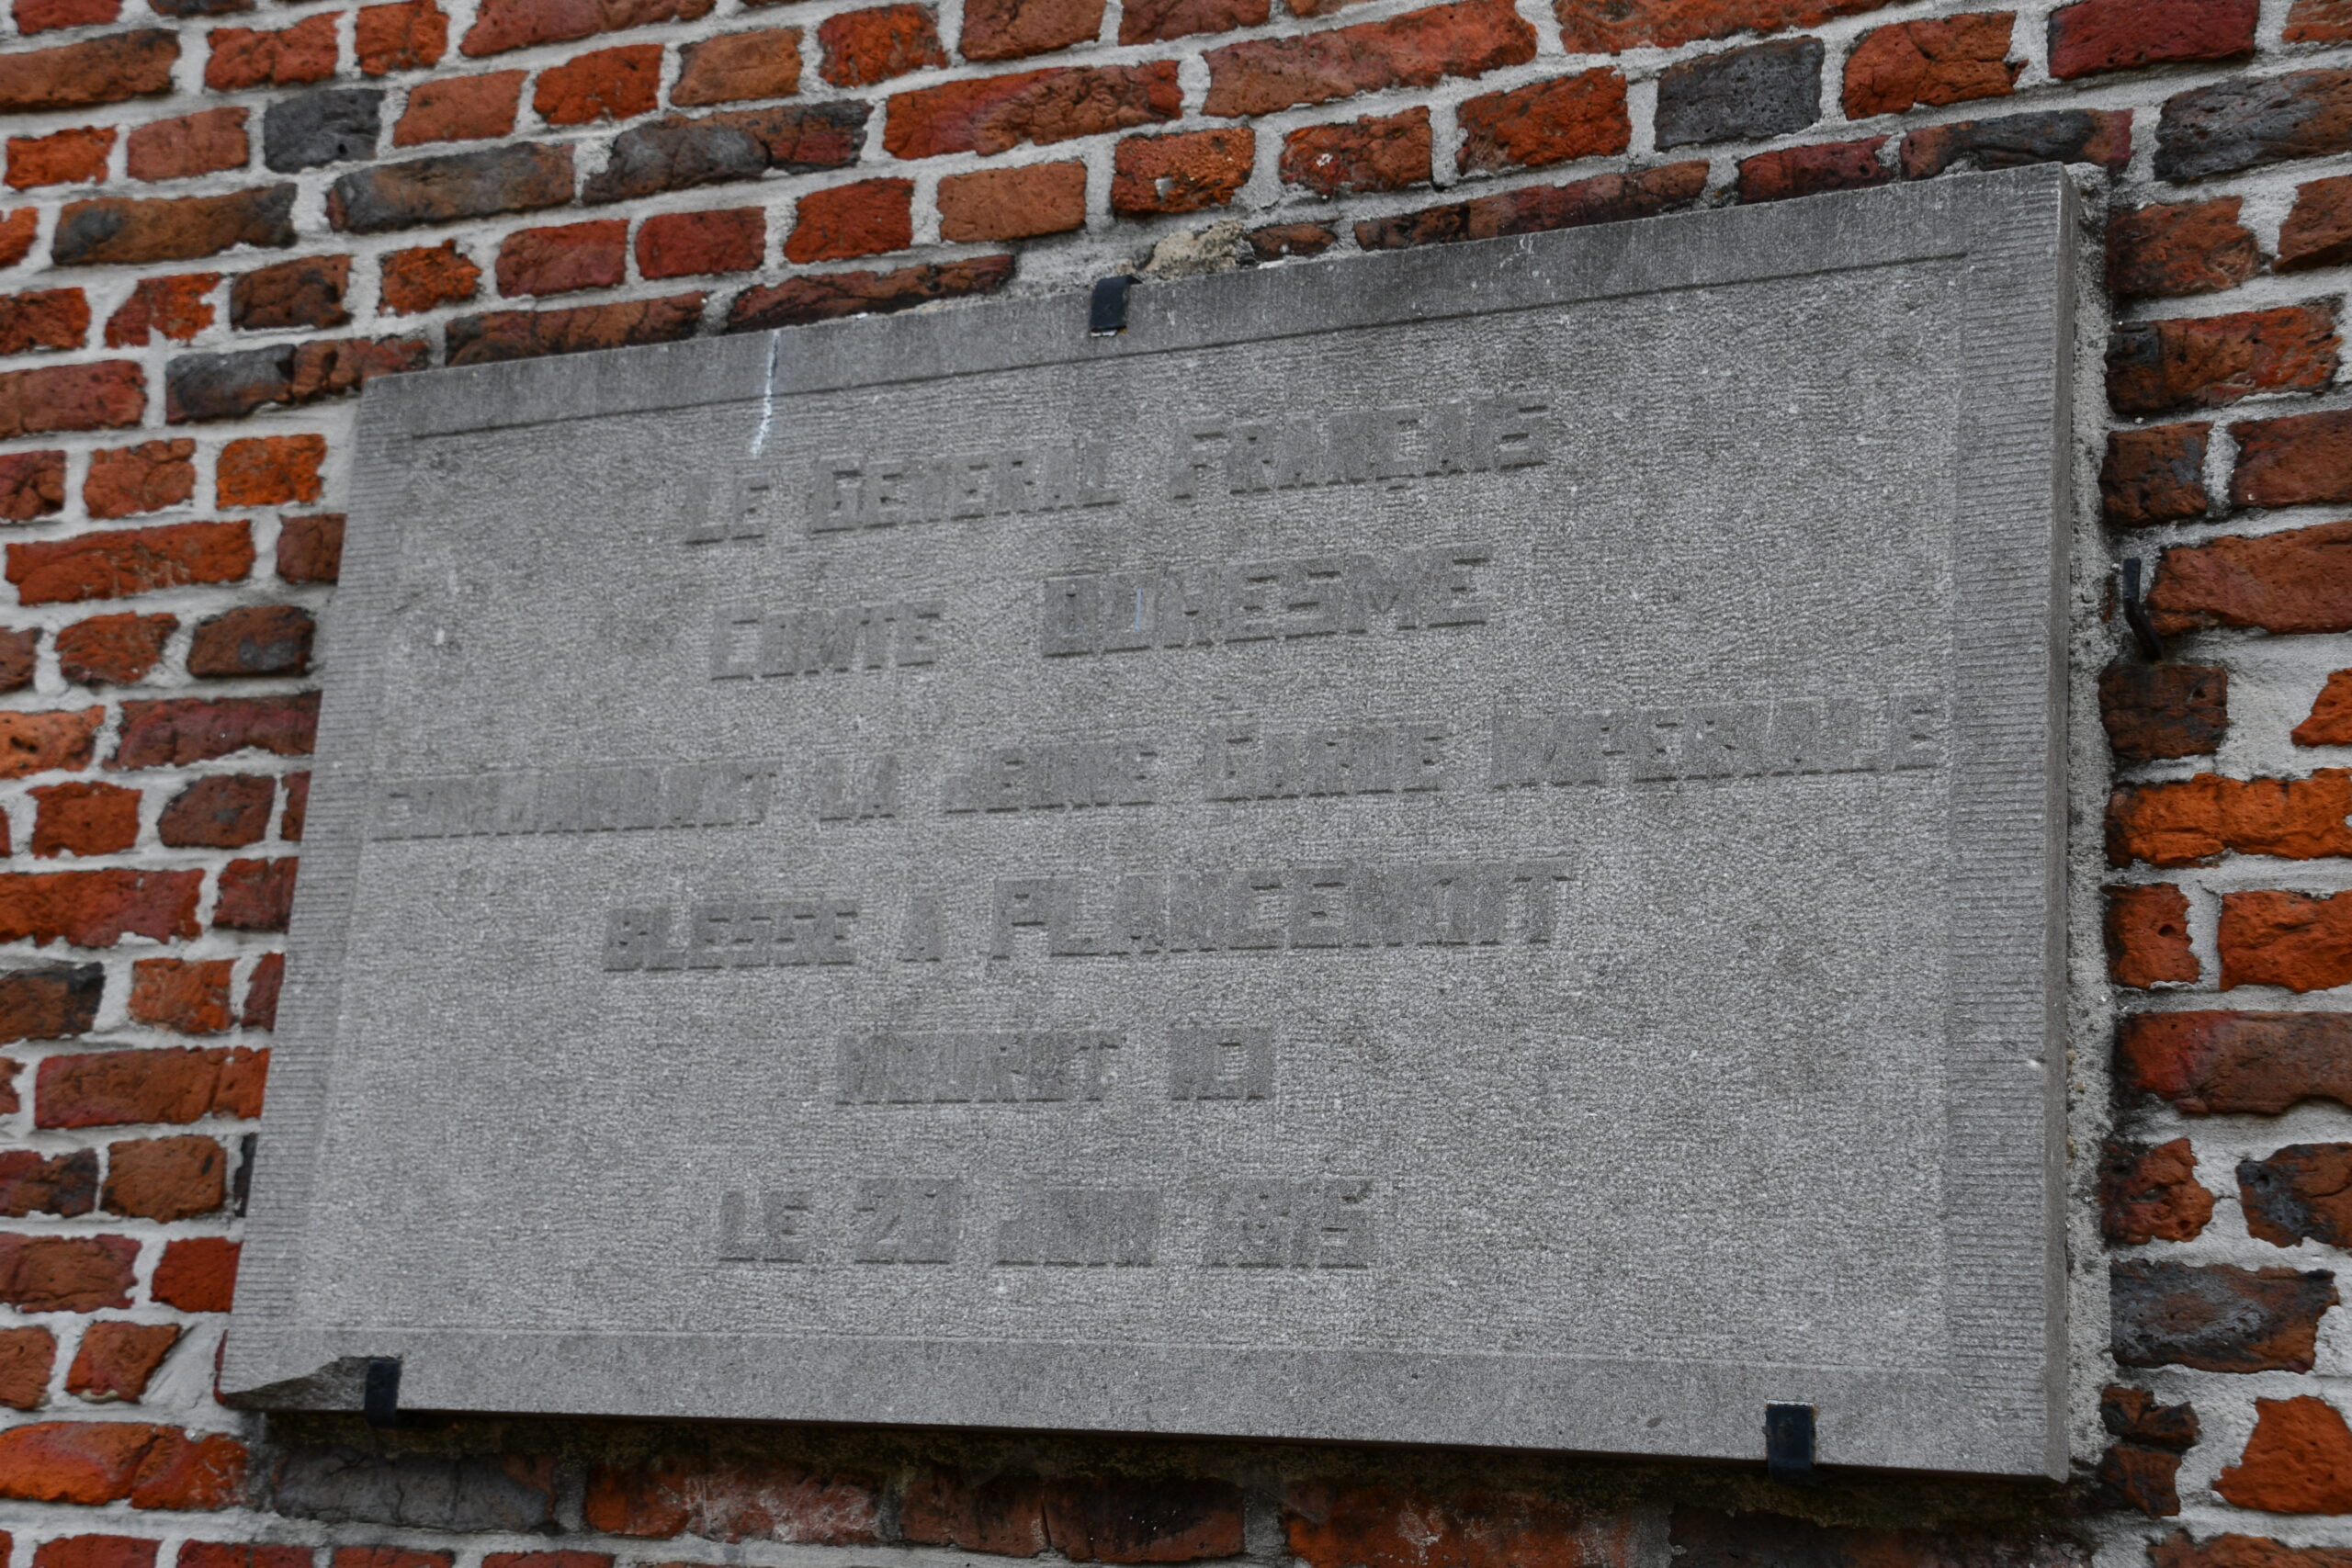 LE GENERAL FRANÇAIS
COMTE DUHESME
COMMANDANT LA JEUNE GARDE IMPERIALE
BLESSE A PLANCENOIT
MOURUT ICI
LE 20 JUIN 1815